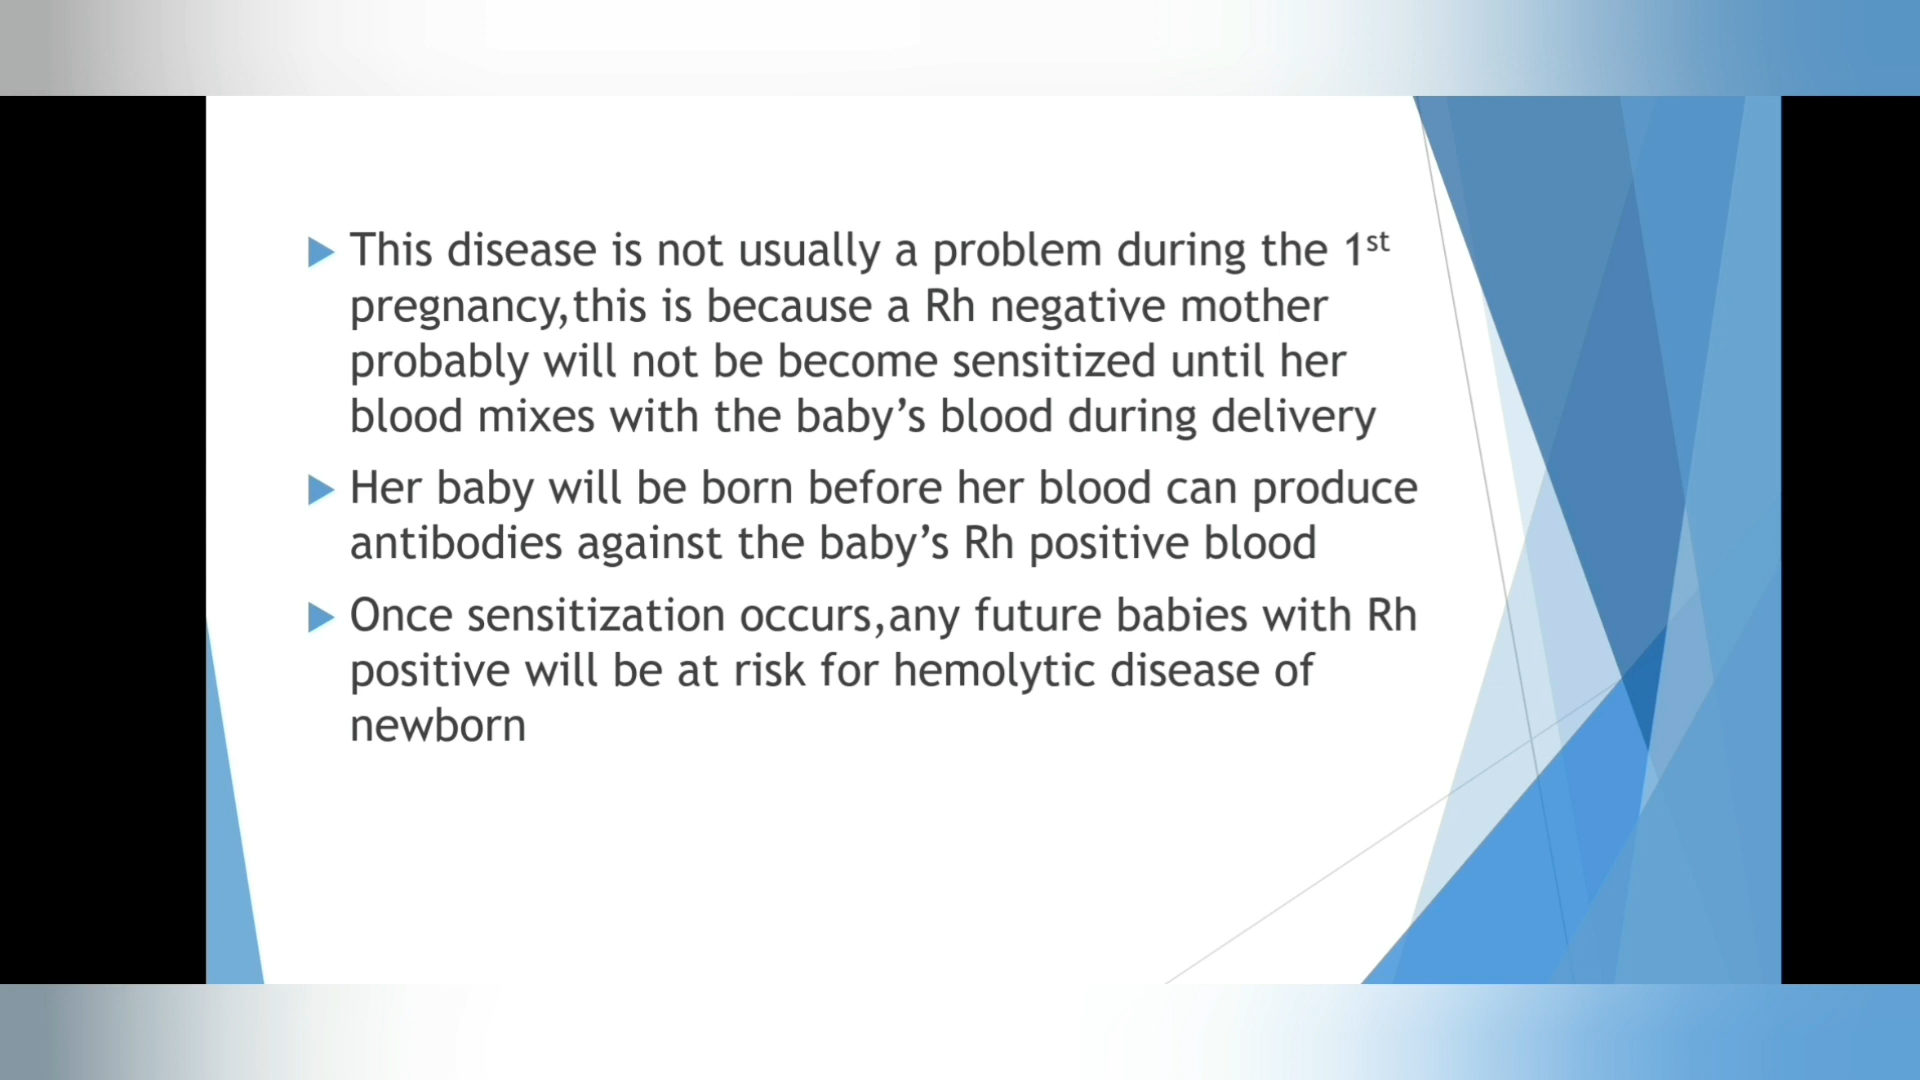 This disease is not usually a problem during the 1st
pregnancy,this is because a Rh negative mother
probably will not be become sensitized until her
blood mixes with the baby’s blood during delivery
Her baby will be born before her blood can produce
antibodies against the baby’s Rh positive blood
Once sensitization occurs,any future babies with Rh
positive will be at risk for hemolytic disease of
newborn